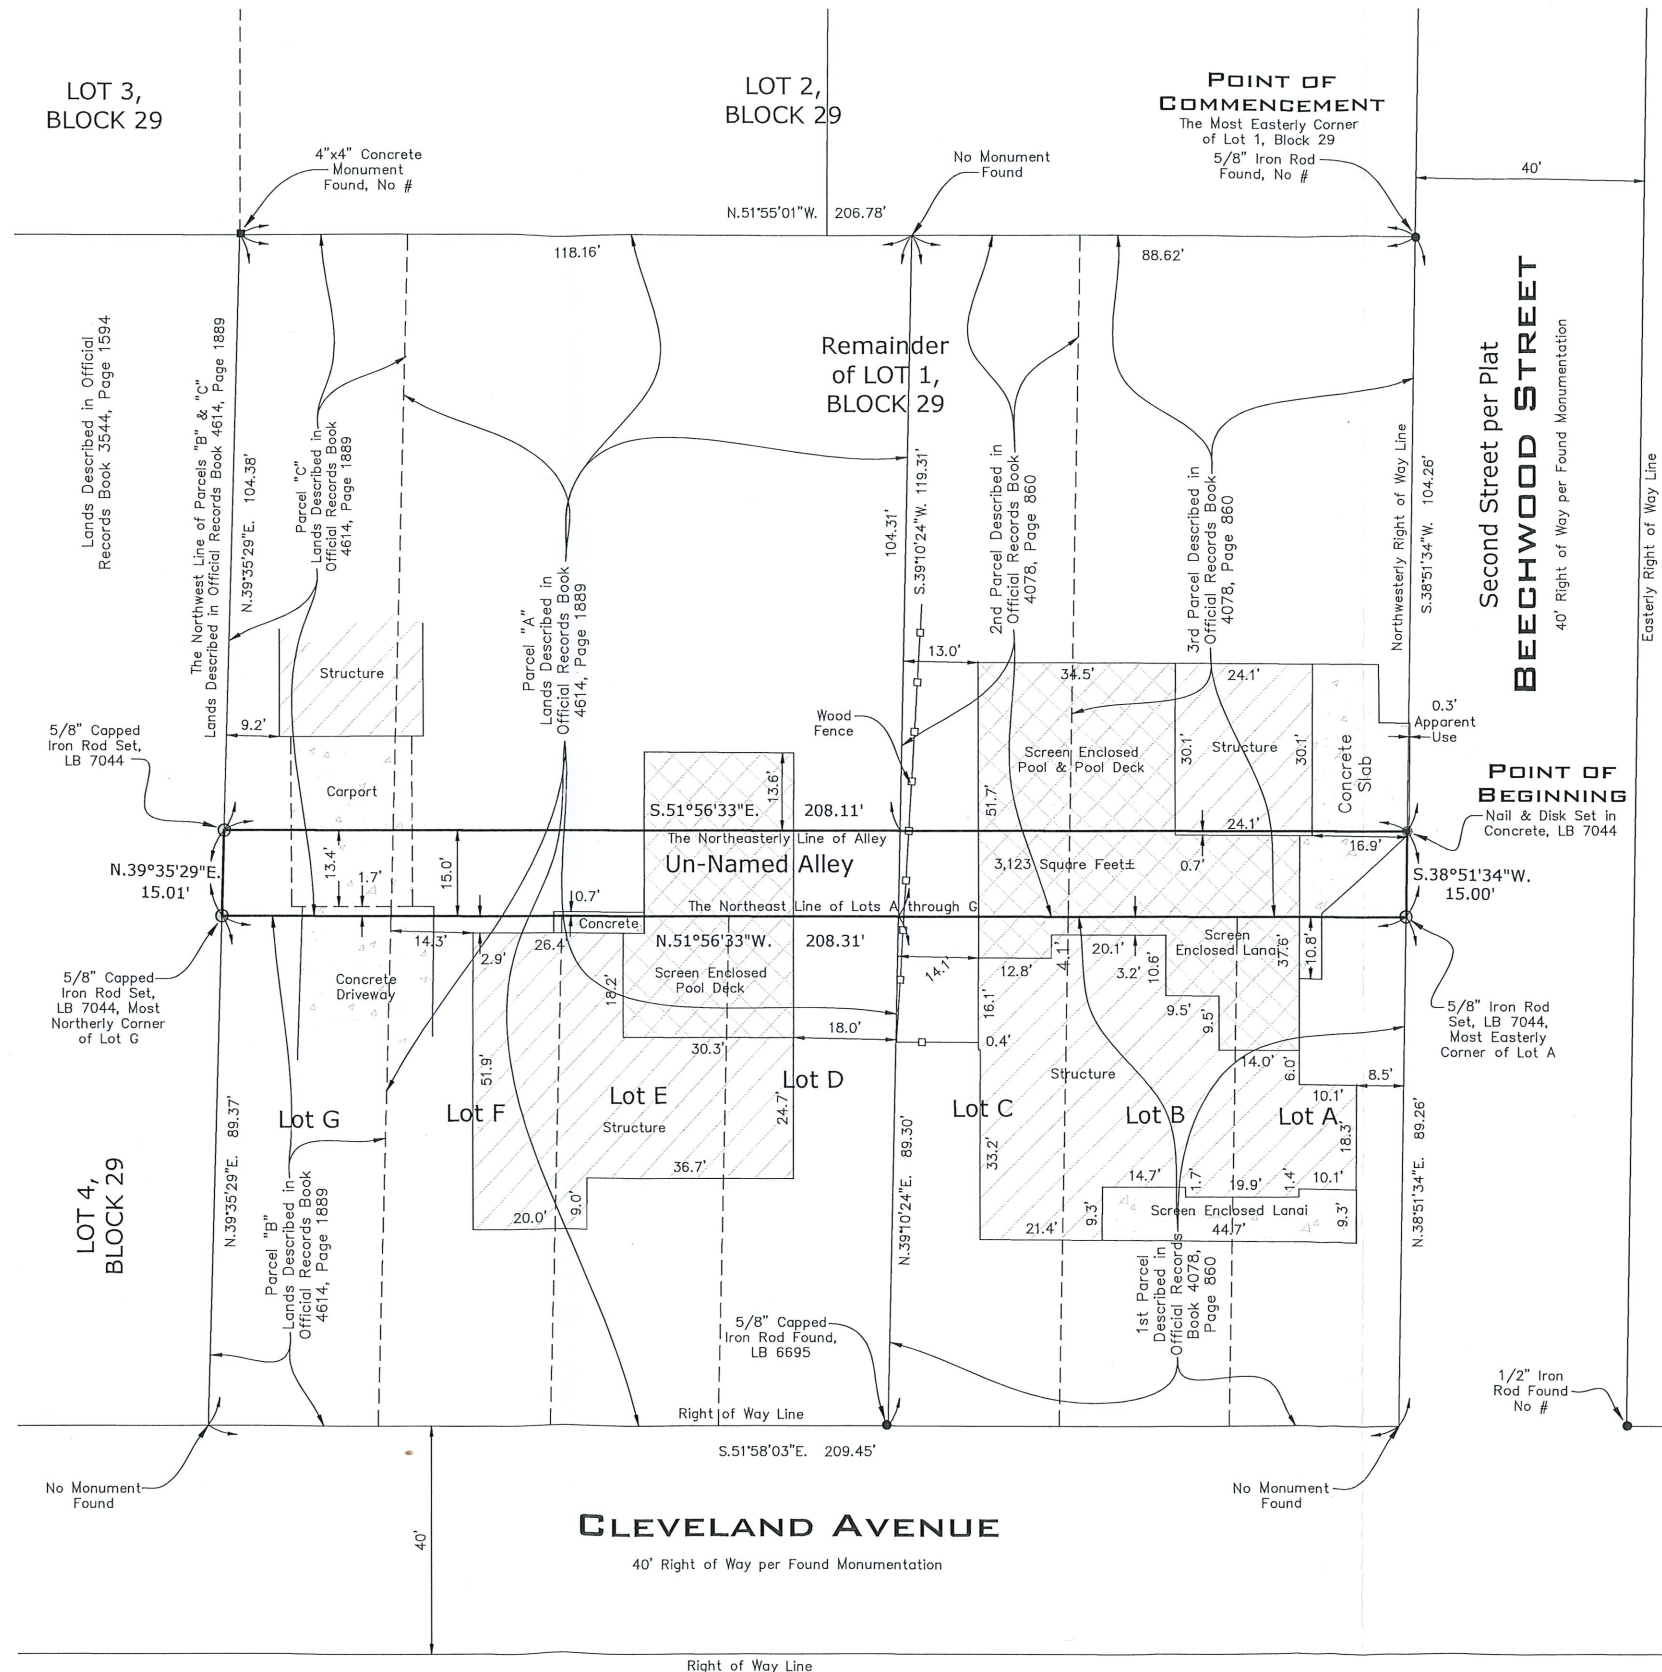 LOT 3,
BLOCK 29
LOT 2,
BLOCK 29
POINT OF
COMMENCEMENT
The Most Easterly Corner
of Lot 1, Block 29
5/8" Iron Rod
Found, No #
4"x4" Concrete
Monument
Found, No #
No Monument
Found
40'
N.51°55'01"W. 206.78'
118.16'
88.62'
Remainder
of LOT 1,
BLOCK 29
Lands Described in Official
Records Book 3544, Page 1594
The Northwest Line of Parcels "B" & "C"
Lands Described in Official Records Book 4614, Page 1889
N.39°35'29"E. 104.38'
Parcel "C"
Lands Described in
Official Records Book
4614, Page 1889
Parcel "A"
Lands Described in
Official Records Book
4614, Page 1889
104.31'
S.39°10'24"W. 119.31'
2nd Parcel Described in
Official Records Book
4078, Page 860
3rd Parcel Described in
Official Records Book
4078, Page 860
Northwesterly Right of Way Line
S.38°51'34"W. 104.26'
Second Street per Plat
BEECHWOOD STREET
40' Right of Way per Found Monumentation
Easterly Right of Way Line
Structure
9.2'
5/8" Capped
Iron Rod Set,
LB 7044
Carport
Wood
Fence
13.0'
34.5'
24.1'
Screen Enclosed
Pool & Pool Deck
30.1'
Structure
30.1'
Concrete
Slab
0.3'
Apparent
Use
POINT OF
BEGINNING
Nail & Disk Set in
Concrete, LB 7044
13.6'
51.7'
S.51°56'33"E. 208.11'
24.1'
The Northeasterly Line of Alley
Un-Named Alley
3,123 Square Feet±
0.7'
16.9'
N.39°35'29"E.
15.01'
13.4'
1.7'
15.0'
S.38°51'34"W.
15.00'
0.7'
The Northeast Line of Lots A through G
Concrete
14.3'
2.9'
26.4'
N.51°56'33"W. 208.31'
14.1'
12.8'
4.1'
20.1'
3.2'
10.6'
Screen
Enclosed Lanai
37.6'
10.8'
5/8" Capped
Iron Rod Set,
LB 7044, Most
Northerly Corner
of Lot G
Concrete
Driveway
18.2'
Screen Enclosed
Pool Deck
16.1'
9.5'
9.5'
18.0'
30.3'
0.4'
14.0'
6.0'
5/8" Iron Rod
Set, LB 7044,
Most Easterly
Corner of Lot A
51.9'
Structure
8.5'
10.1'
Lot G
Lot F
Lot E
Structure
Lot D
24.7'
Lot C
Lot B
Lot A
18.3'
N.39°35'29"E. 89.37'
N.39°10'24"E. 89.30'
N.38°51'34"E. 89.26'
33.2'
36.7'
20.0'
9.0'
14.7'
1.7'
19.9'
1.4'
10.1'
Screen Enclosed Lanai
21.4'
9.3'
44.7'
9.3'
LOT 4,
BLOCK 29
Parcel "B"
Lands Described in
Official Records Book
4614, Page 1889
1st Parcel
Described in
Official Records
Book 4078,
Page 860
5/8" Capped
Iron Rod Found,
LB 6695
1/2" Iron
Rod Found
No #
Right of Way Line
S.51°58'03"E. 209.45'
No Monument
Found
No Monument
Found
CLEVELAND AVENUE
40' Right of Way per Found Monumentation
40'
Right of Way Line